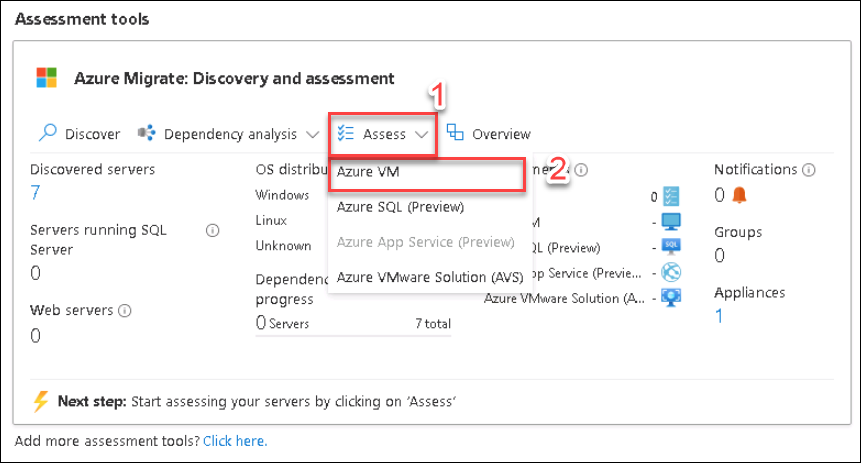 Assessment tools
Azure Migrate: Discovery and assessment
1
Discover
Dependency analysis
Assess
Overview
Discovered servers
7
Servers running SQL
Server
0
Web servers
0
OS distribu
Windows
Linux
Unknown
Dependenc
progress
0 Servers
7 total
Azure VM
2
Azure SQL (Preview)
Azure App Service (Preview)
Azure VMware Solution (AVS)
0
M
-
QL (Preview)
-
pp Service (Previe...
-
Azure VMware Solution (A...
-
Notifications
0
Groups
0
Appliances
1
Next step: Start assessing your servers by clicking on 'Assess'
Add more assessment tools? Click here.